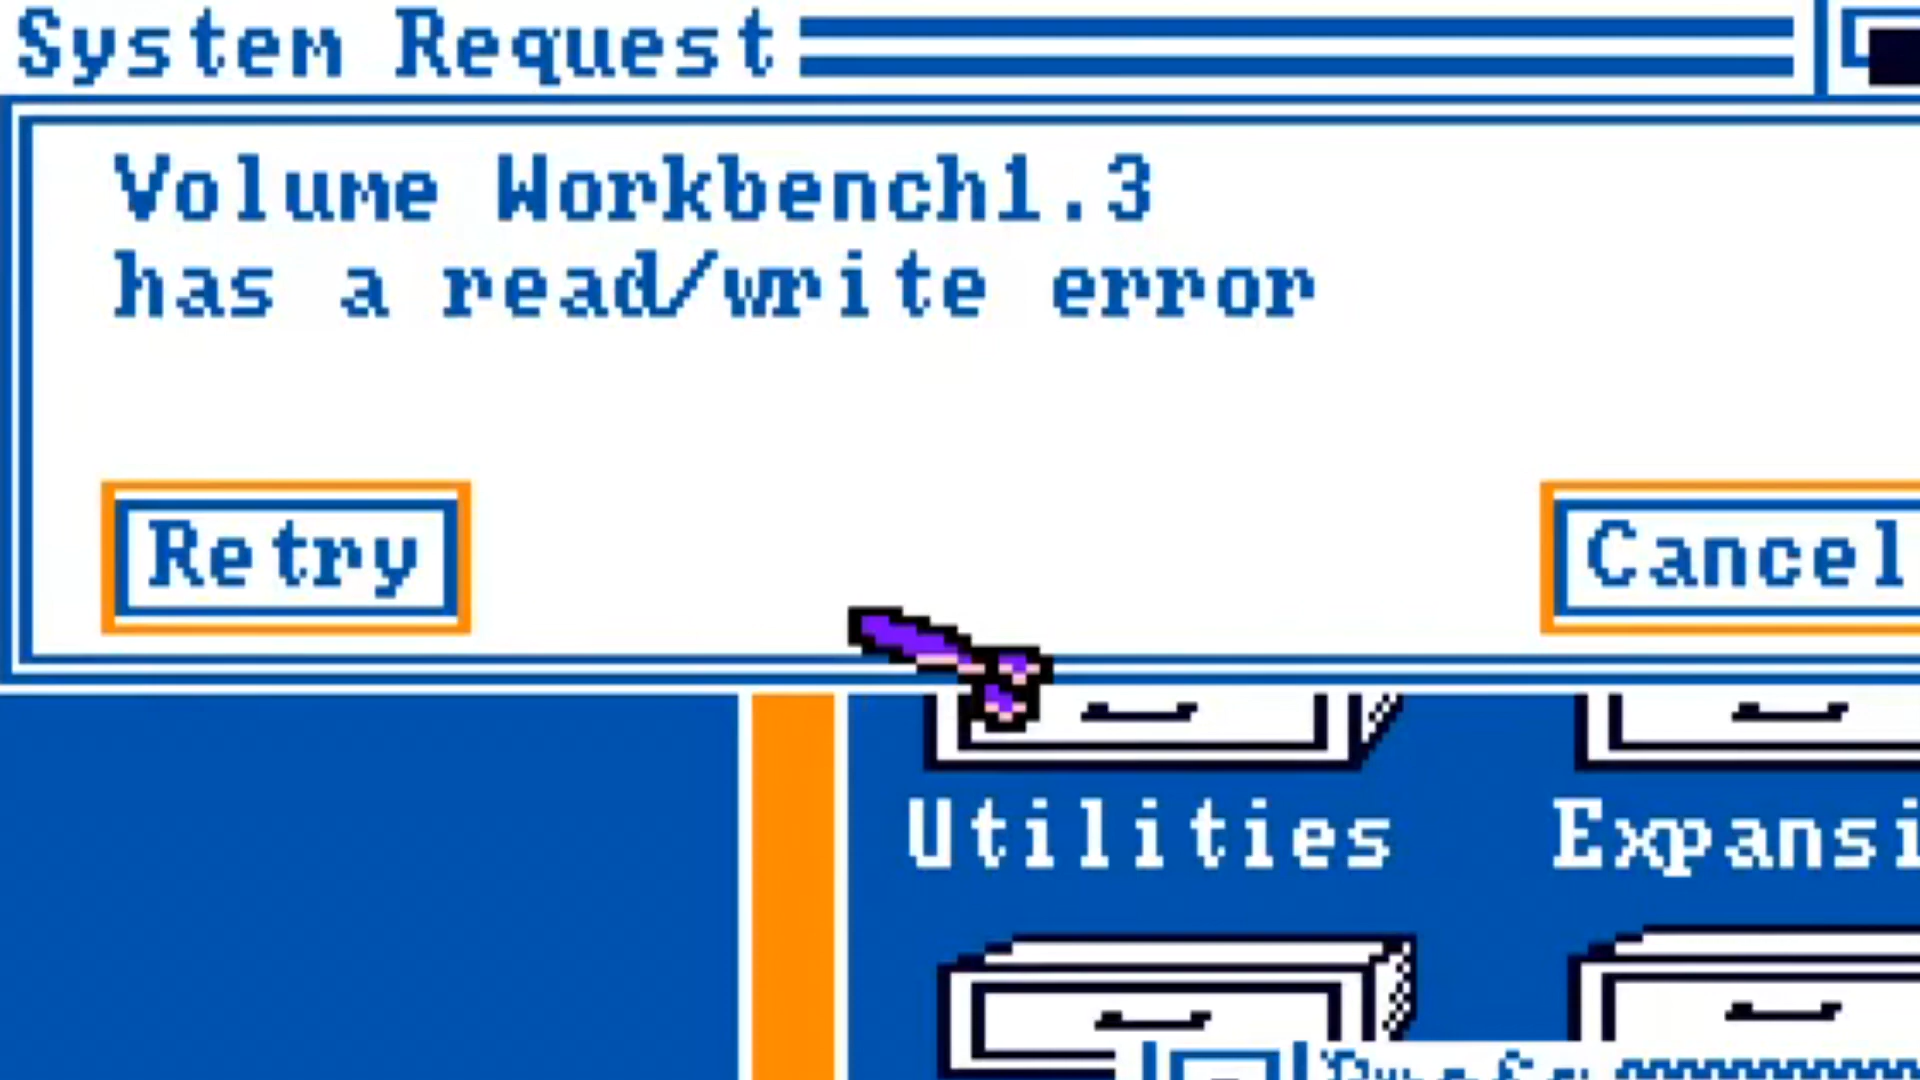 System Request
Volume Workbench1.3
has a read/write error
Retry
Cancel
Utilities
Expansi